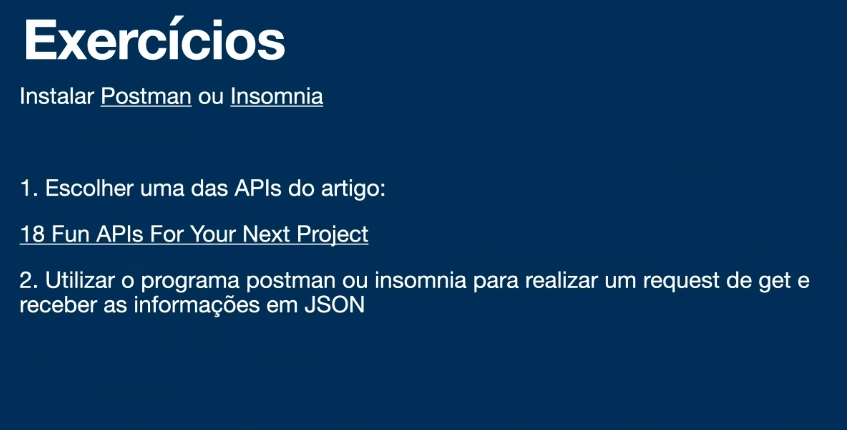 Exercícios
Instalar Postman ou Insomnia
1. Escolher uma das APIs do artigo:
18 Fun APIs For Your Next Project
2. Utilizar o programa postman ou insomnia para realizar um request de get e
receber as informações em JSON